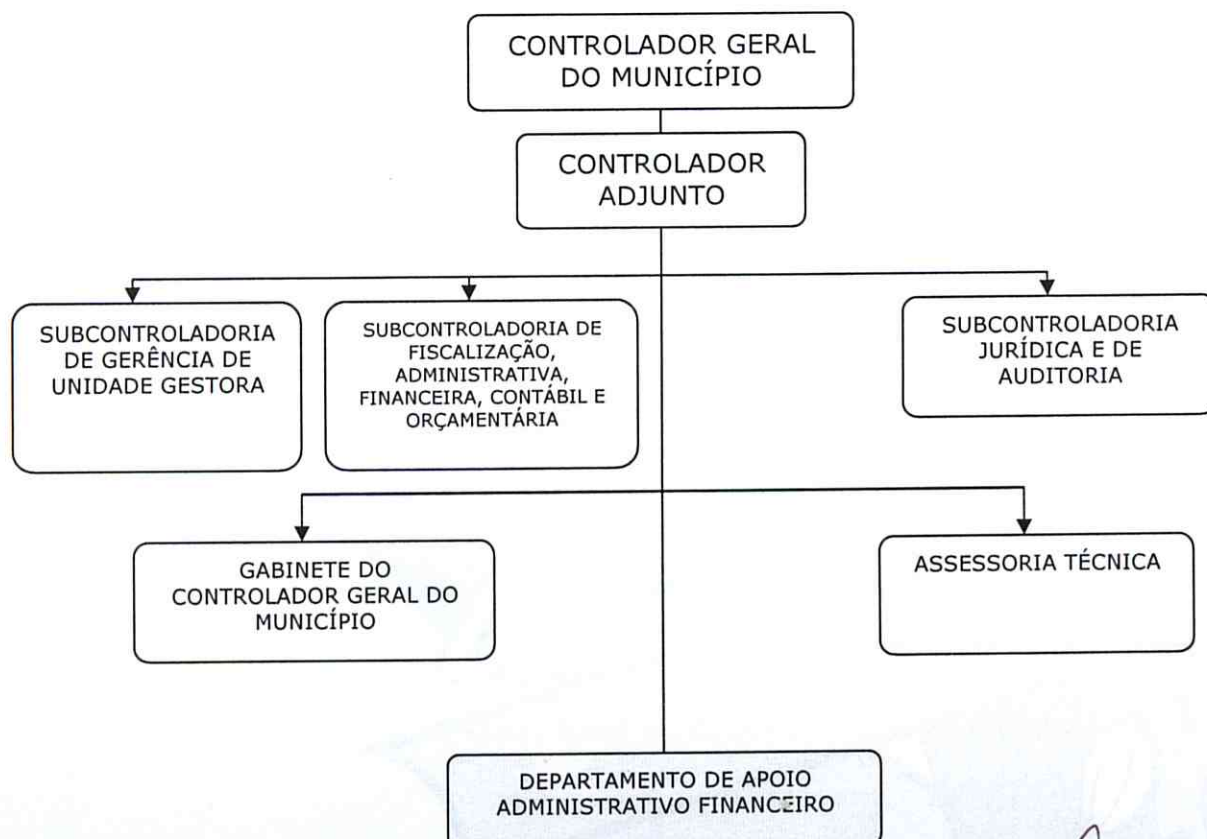 CONTROLADOR GERAL
DO MUNICÍPIO
CONTROLADOR
ADJUNTO
SUBCONTROLADORIA
DE GERÊNCIA DE
UNIDADE GESTORA
SUBCONTROLADORIA DE
FISCALIZAÇÃO,
ADMINISTRATIVA,
FINANCEIRA, CONTÁBIL E
ORÇAMENTÁRIA
SUBCONTROLADORIA
JURÍDICA E DE
AUDITORIA
GABINETE DO
CONTROLADOR GERAL DO
MUNICÍPIO
ASSESSORIA TÉCNICA
DEPARTAMENTO DE APOIO
ADMINISTRATIVO FINANCEIRO